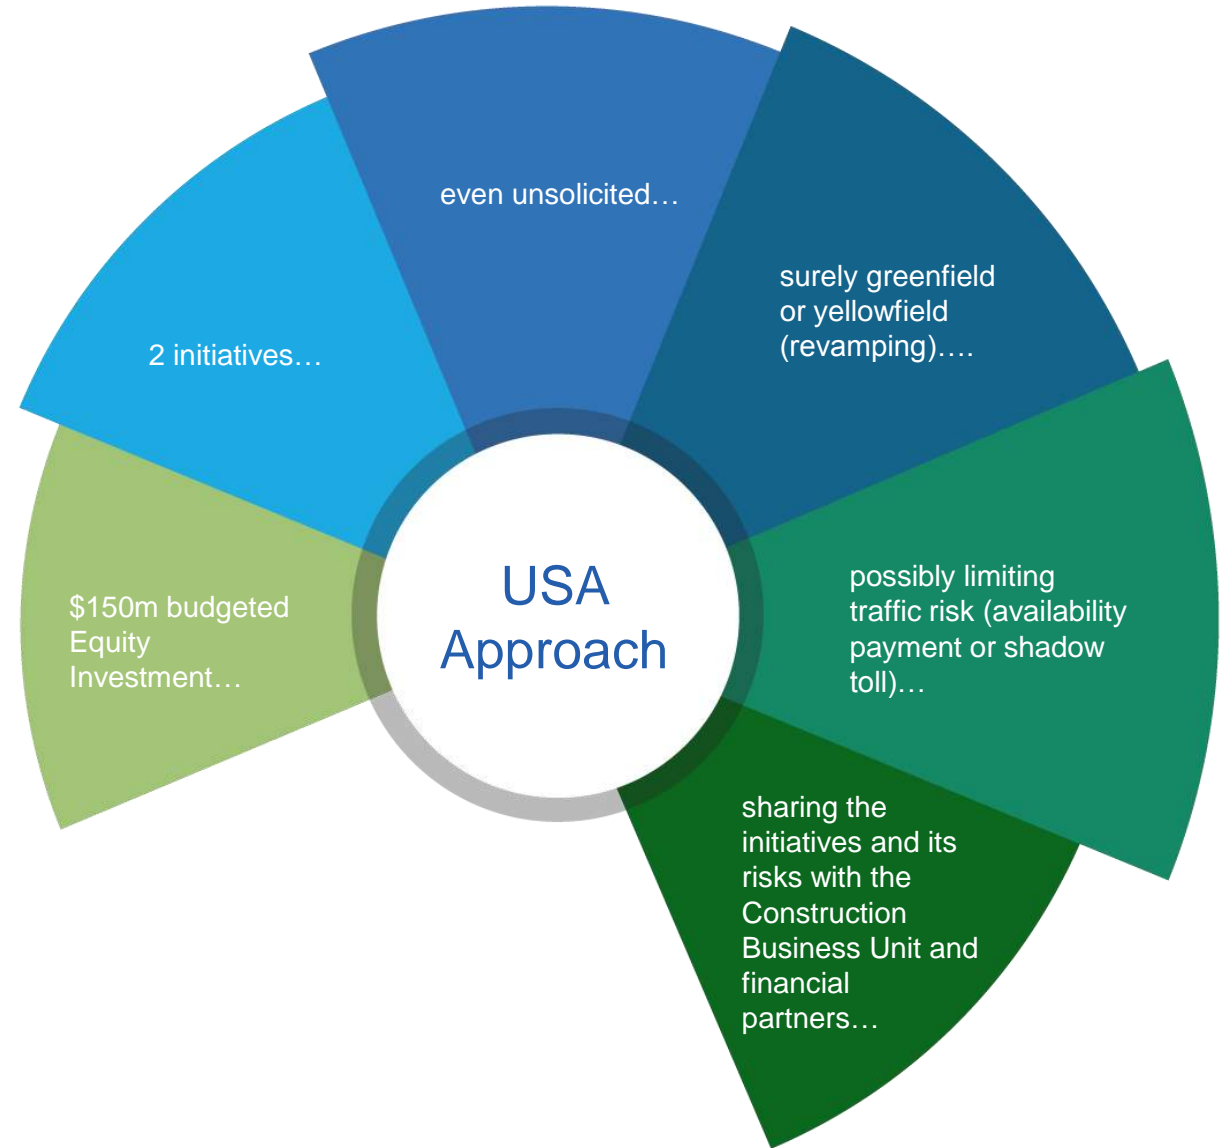 USA
Approach
$150m budgeted
Equity
Investment…
2 initiatives…
even unsolicited…
surely greenfield
or yellowfield
(revamping)….
possibly limiting
traffic risk (availability
payment or shadow
toll)…
sharing the
initiatives and its
risks with the
Construction
Business Unit and
financial
partners…